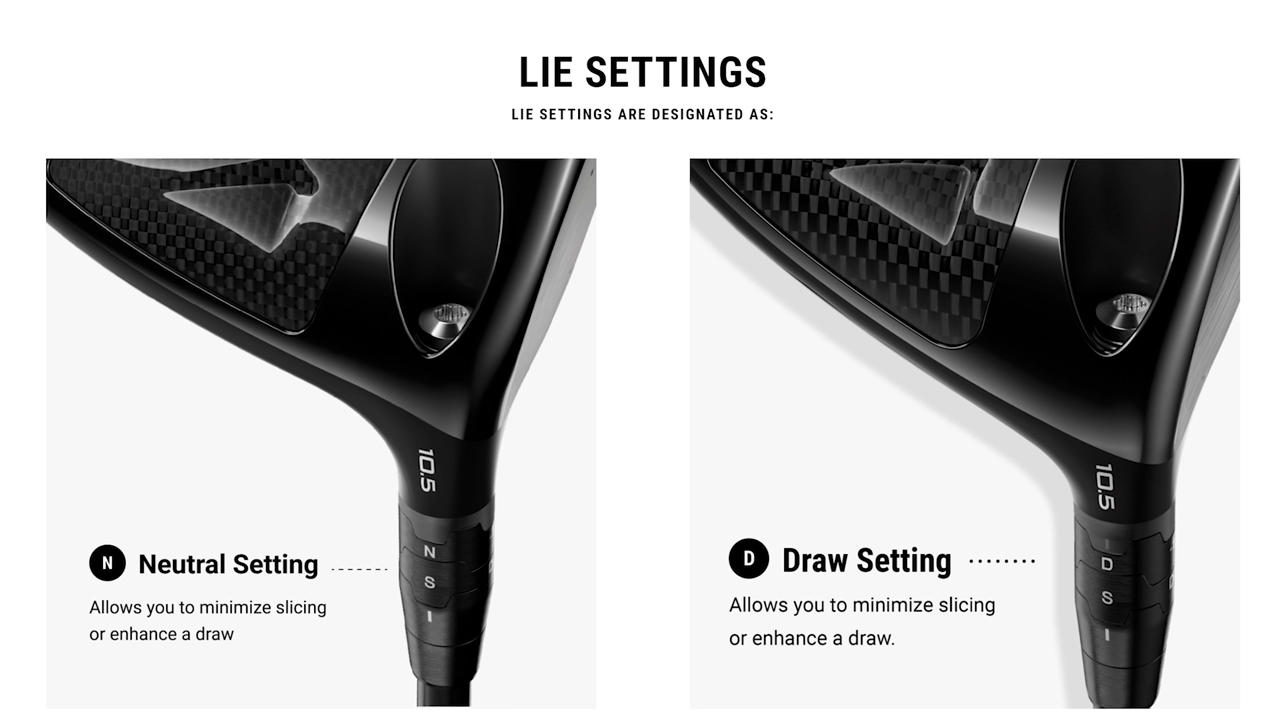 LIE SETTINGS
LIE SETTINGS ARE DESIGNATED AS:
10.5
N
S
I
N Neutral Setting
Allows you to minimize slicing
or enhance a draw
10.5
I
D
S
I
D Draw Setting
Allows you to minimize slicing
or enhance a draw.